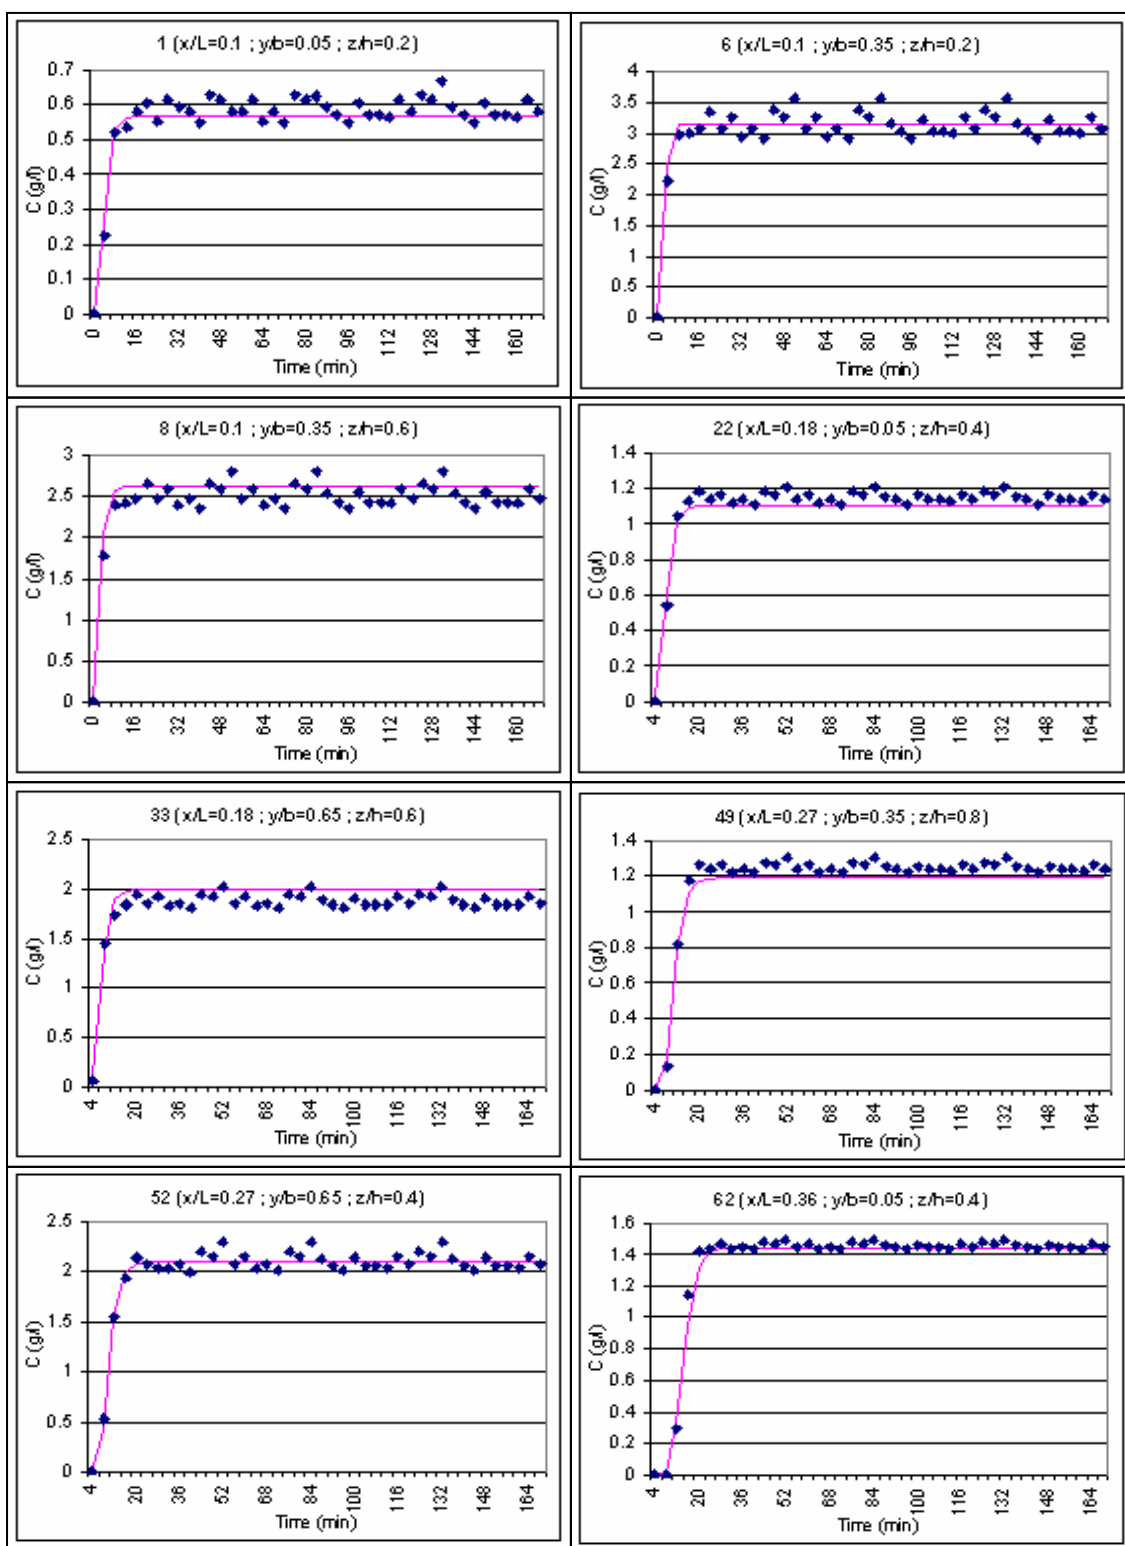 1 (x/L=0.1 ; y/b=0.05 ; z/h=0.2)
0.7
0.6
0.5
0.4
0.3
0.2
0.1
0
C (g/l)
0 16 32 48 64 80 96 112 128 144 160
Time (min)
6 (x/L=0.1 ; y/b=0.35 ; z/h=0.2)
4
3.5
3
2.5
2
1.5
1
0.5
0
C (g/l)
0 16 32 48 64 80 96 112 128 144 160
Time (min)
8 (x/L=0.1 ; y/b=0.35 ; z/h=0.6)
3
2.5
2
1.5
1
0.5
0
C (g/l)
0 16 32 48 64 80 96 112 128 144 160
Time (min)
22 (x/L=0.18 ; y/b=0.05 ; z/h=0.4)
1.4
1.2
1
0.8
0.6
0.4
0.2
0
C (g/l)
4 20 36 52 68 84 100 116 132 148 164
Time (min)
33 (x/L=0.18 ; y/b=0.65 ; z/h=0.6)
2.5
2
1.5
1
0.5
0
C (g/l)
4 20 36 52 68 84 100 116 132 148 164
Time (min)
49 (x/L=0.27 ; y/b=0.35 ; z/h=0.8)
1.4
1.2
1
0.8
0.6
0.4
0.2
0
C (g/l)
4 20 36 52 68 84 100 116 132 148 164
Time (min)
52 (x/L=0.27 ; y/b=0.65 ; z/h=0.4)
2.5
2
1.5
1
0.5
0
C (g/l)
4 20 36 52 68 84 100 116 132 148 164
Time (min)
62 (x/L=0.36 ; y/b=0.05 ; z/h=0.4)
1.6
1.4
1.2
1
0.8
0.6
0.4
0.2
0
C (g/l)
4 20 36 52 68 84 100 116 132 148 164
Time (min)